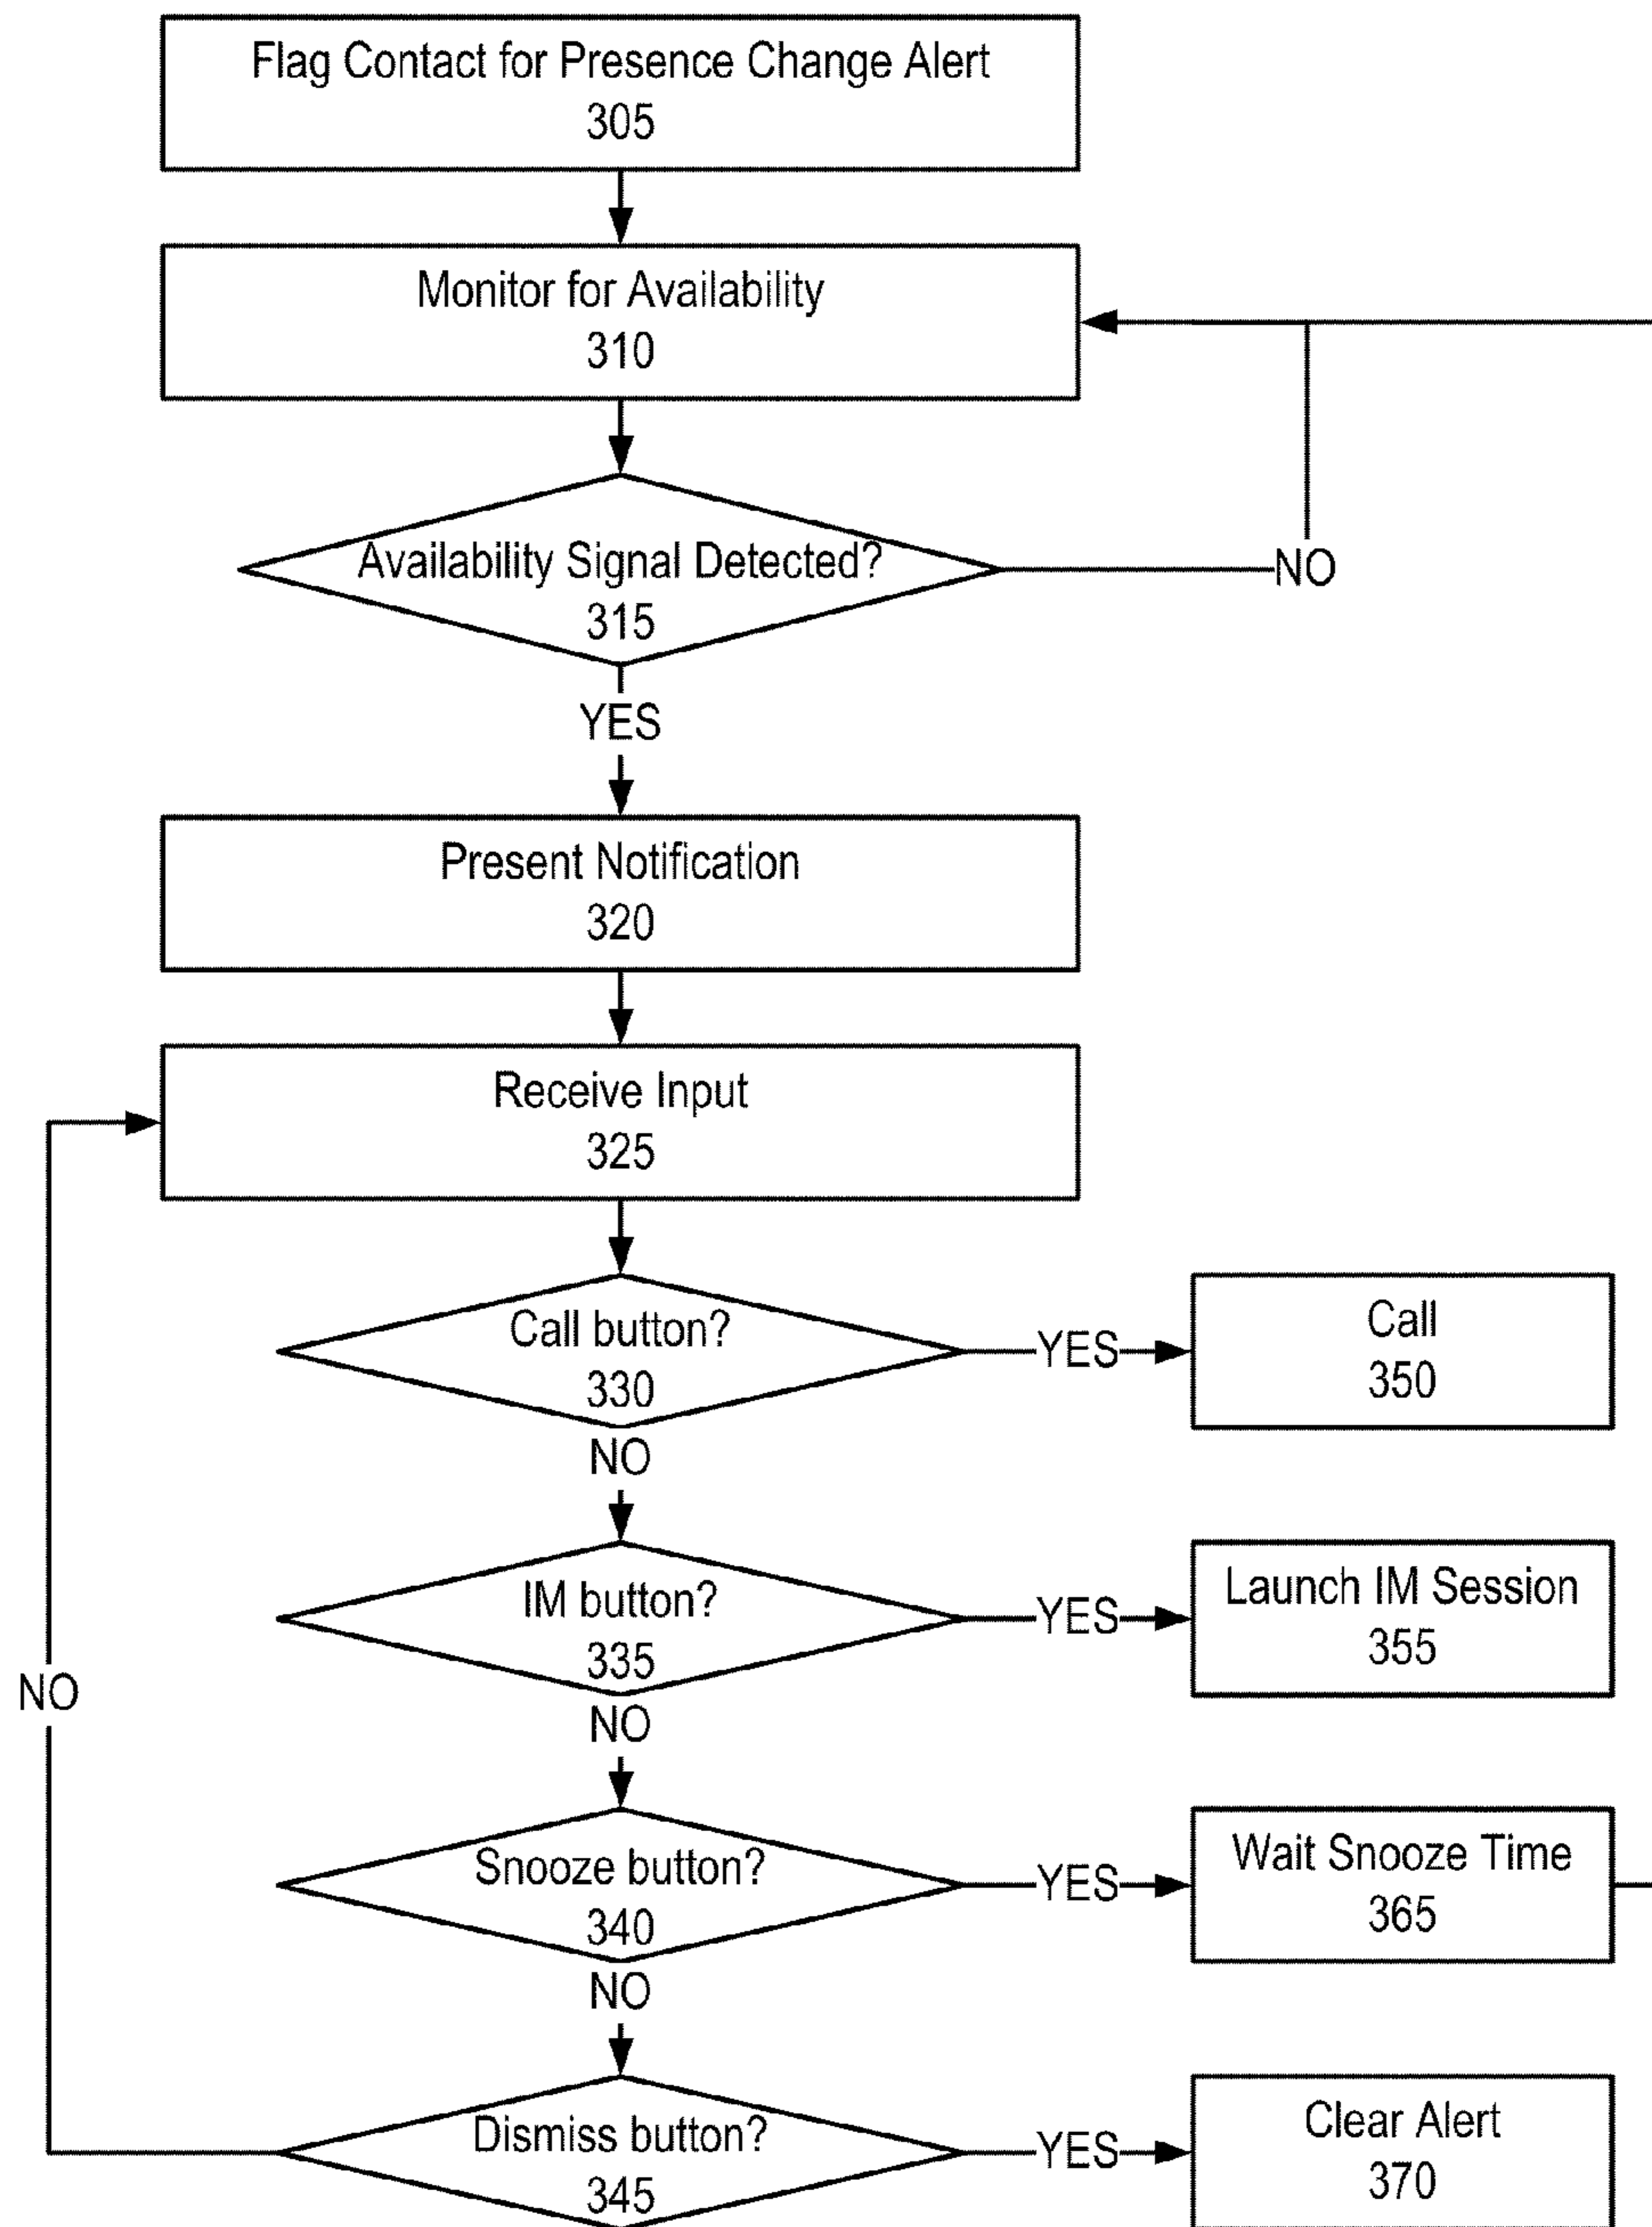 Flag Contact for Presence Change Alert
305
Monitor for Availability
310
Availability Signal Detected?
315
NO
YES
Present Notification
320
Receive Input
325
Call button?
330
YES
Call
350
NO
IM button?
335
YES
Launch IM Session
355
NO
NO
Snooze button?
340
YES
Wait Snooze Time
365
NO
Dismiss button?
345
YES
Clear Alert
370